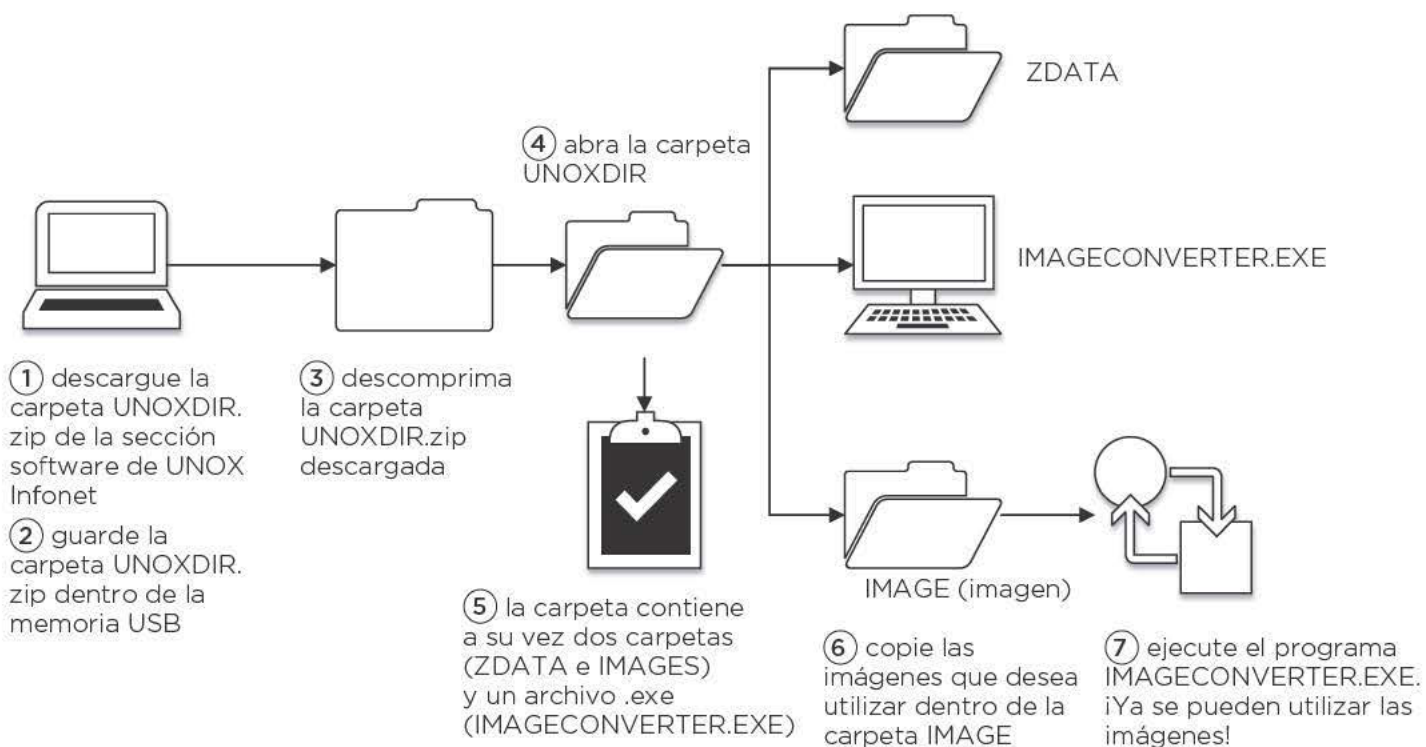 ZDATA
④ abra la carpeta
UNOXDIR
IMAGECONVERTER.EXE
① descargue la
carpeta UNOXDIR.
zip de la sección
software de UNOX
Infonet
② guarde la
carpeta UNOXDIR.
zip dentro de la
memoria USB
③ descomprima
la carpeta
UNOXDIR.zip
descargada
⑤ la carpeta contiene
a su vez dos carpetas
(ZDATA e IMAGES)
y un archivo .exe
(IMAGECONVERTER.EXE)
IMAGE (imagen)
⑥ copie las
imágenes que desea
utilizar dentro de la
carpeta IMAGE
⑦ ejecute el programa
IMAGECONVERTER.EXE.
¡Ya se pueden utilizar las
imágenes!